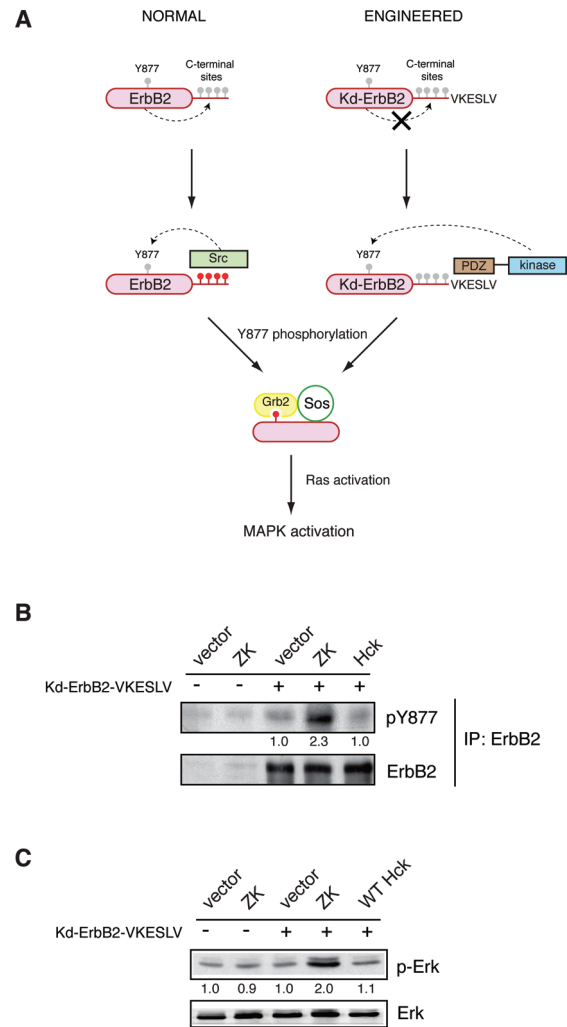 A
NORMAL
ENGINEERED
Y877
C-terminal
sites
ErbB2
Y877
C-terminal
sites
Kd-ErbB2
VKESLV
Y877
Src
ErbB2
Y877
PDZ
kinase
Kd-ErbB2
VKESLV
Y877 phosphorylation
Grb2
Sos
Ras activation
MAPK activation
B
vector ZK vector ZK Hck
Kd-ErbB2-VKESLV - - + + +
pY877
1.0 2.3 1.0
IP: ErbB2
ErbB2
C
vector ZK vector ZK WT Hck
Kd-ErbB2-VKESLV - - + + +
p-Erk
1.0 0.9 1.0 2.0 1.1
Erk